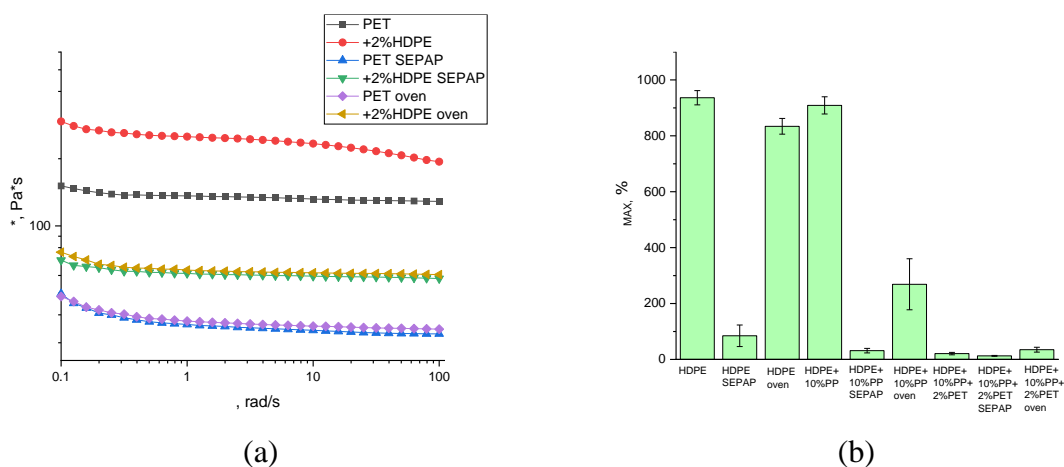 PET
+2%HDPE
PET SEPAP
+2%HDPE SEPAP
PET oven
+2%HDPE oven
*, Pa*s
100
0.1
1
10
100
, rad/s
(a)
MAX, %
1000
800
600
400
200
0
HDPE
HDPE
SEPAP
HDPE
oven
HDPE+
10%PP
HDPE+
10%PP
SEPAP
HDPE+
10%PP
oven
HDPE+
10%PP+
2%PET
HDPE+
10%PP+
2%PET
SEPAP
HDPE+
10%PP+
2%PET
oven
(b)